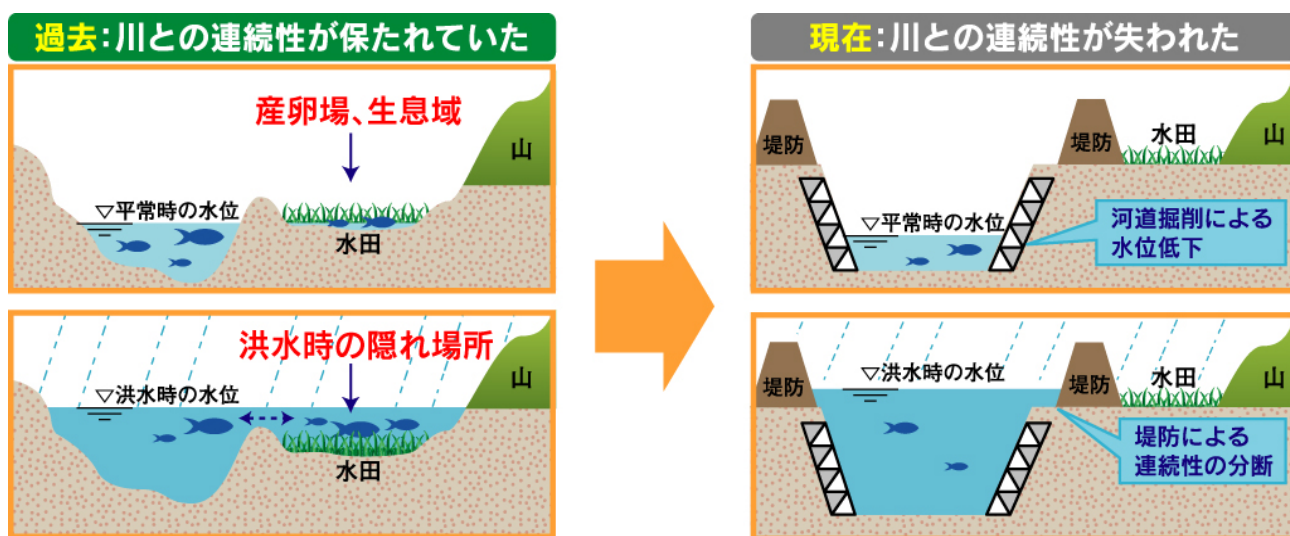 過去:川との連続性が保たれていた
産卵場、生息域
山
▽平常時の水位
水田
洪水時の隠れ場所
山
▽洪水時の水位
水田
現在:川との連続性が失われた
堤防
堤防
水田
山
▽平常時の水位
河道掘削による
水位低下
堤防
▽洪水時の水位
堤防
水田
山
堤防による
連続性の分断